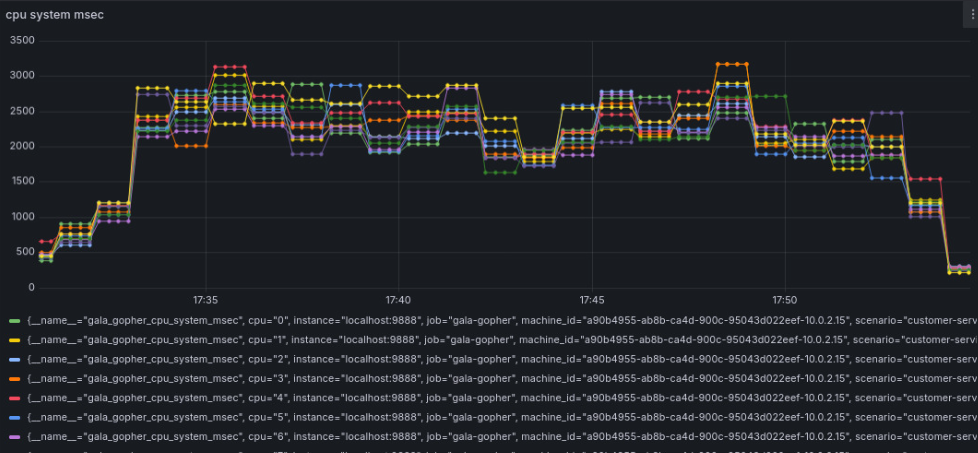 cpu system msec
3500
3000
2500
2000
1500
1000
500
0
17:35 17:40 17:45 17:50
{__name__="gala_gopher_cpu_system_msec", cpu="0", instance="localhost:9888", job="gala-gopher", machine_id="a90b4955-ab8b-ca4d-900c-95043d022eef-10.0.2.15", scenario="customer-serv
{__name__="gala_gopher_cpu_system_msec", cpu="1", instance="localhost:9888", job="gala-gopher", machine_id="a90b4955-ab8b-ca4d-900c-95043d022eef-10.0.2.15", scenario="customer-serv
{__name__="gala_gopher_cpu_system_msec", cpu="2", instance="localhost:9888", job="gala-gopher", machine_id="a90b4955-ab8b-ca4d-900c-95043d022eef-10.0.2.15", scenario="customer-serv
{__name__="gala_gopher_cpu_system_msec", cpu="3", instance="localhost:9888", job="gala-gopher", machine_id="a90b4955-ab8b-ca4d-900c-95043d022eef-10.0.2.15", scenario="customer-serv
{__name__="gala_gopher_cpu_system_msec", cpu="4", instance="localhost:9888", job="gala-gopher", machine_id="a90b4955-ab8b-ca4d-900c-95043d022eef-10.0.2.15", scenario="customer-serv
{__name__="gala_gopher_cpu_system_msec", cpu="5", instance="localhost:9888", job="gala-gopher", machine_id="a90b4955-ab8b-ca4d-900c-95043d022eef-10.0.2.15", scenario="customer-serv
{__name__="gala_gopher_cpu_system_msec", cpu="6", instance="localhost:9888", job="gala-gopher", machine_id="a90b4955-ab8b-ca4d-900c-95043d022eef-10.0.2.15", scenario="customer-serv